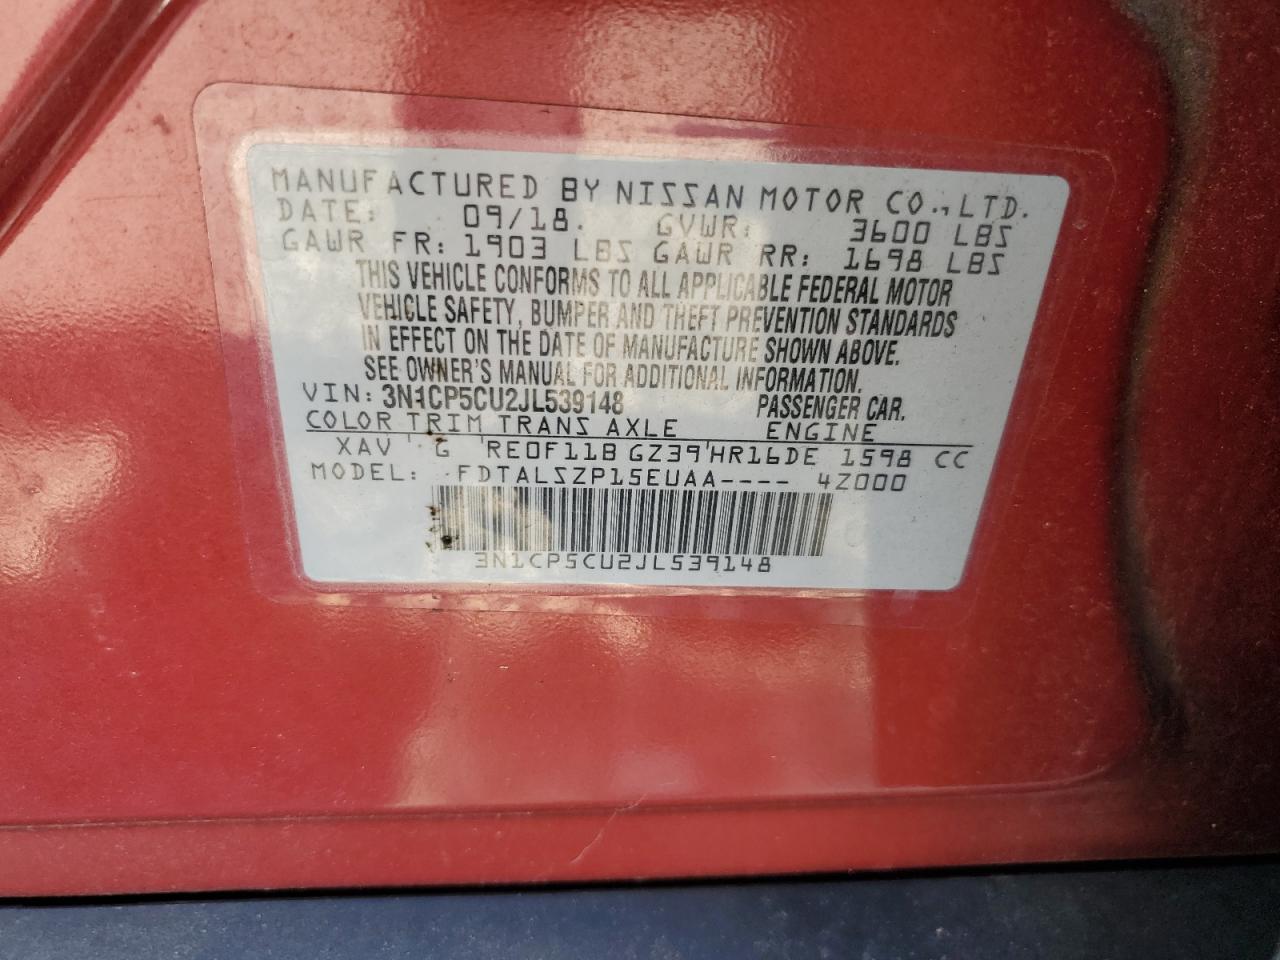 MANUFACTURED BY NISSAN MOTOR CO., LTD.
DATE: 09/18. GVWR: 3600 LBS
GAWR FR: 1903 LBS GAWR RR: 1698 LBS
THIS VEHICLE CONFORMS TO ALL APPLICABLE FEDERAL MOTOR
VEHICLE SAFETY, BUMPER AND THEFT PREVENTION STANDARDS
IN EFFECT ON THE DATE OF MANUFACTURE SHOWN ABOVE.
SEE OWNER'S MANUAL FOR ADDITIONAL INFORMATION.
VIN: 3N1CP5CU2JL539148 PASSENGER CAR.
COLOR TRIM TRANS AXLE ENGINE
XAV G RE0F11B GZ39 HR16DE 1598 CC
MODEL: FDTALSZP15EUAA---- 4Z000
3N1CP5CU2JL539148